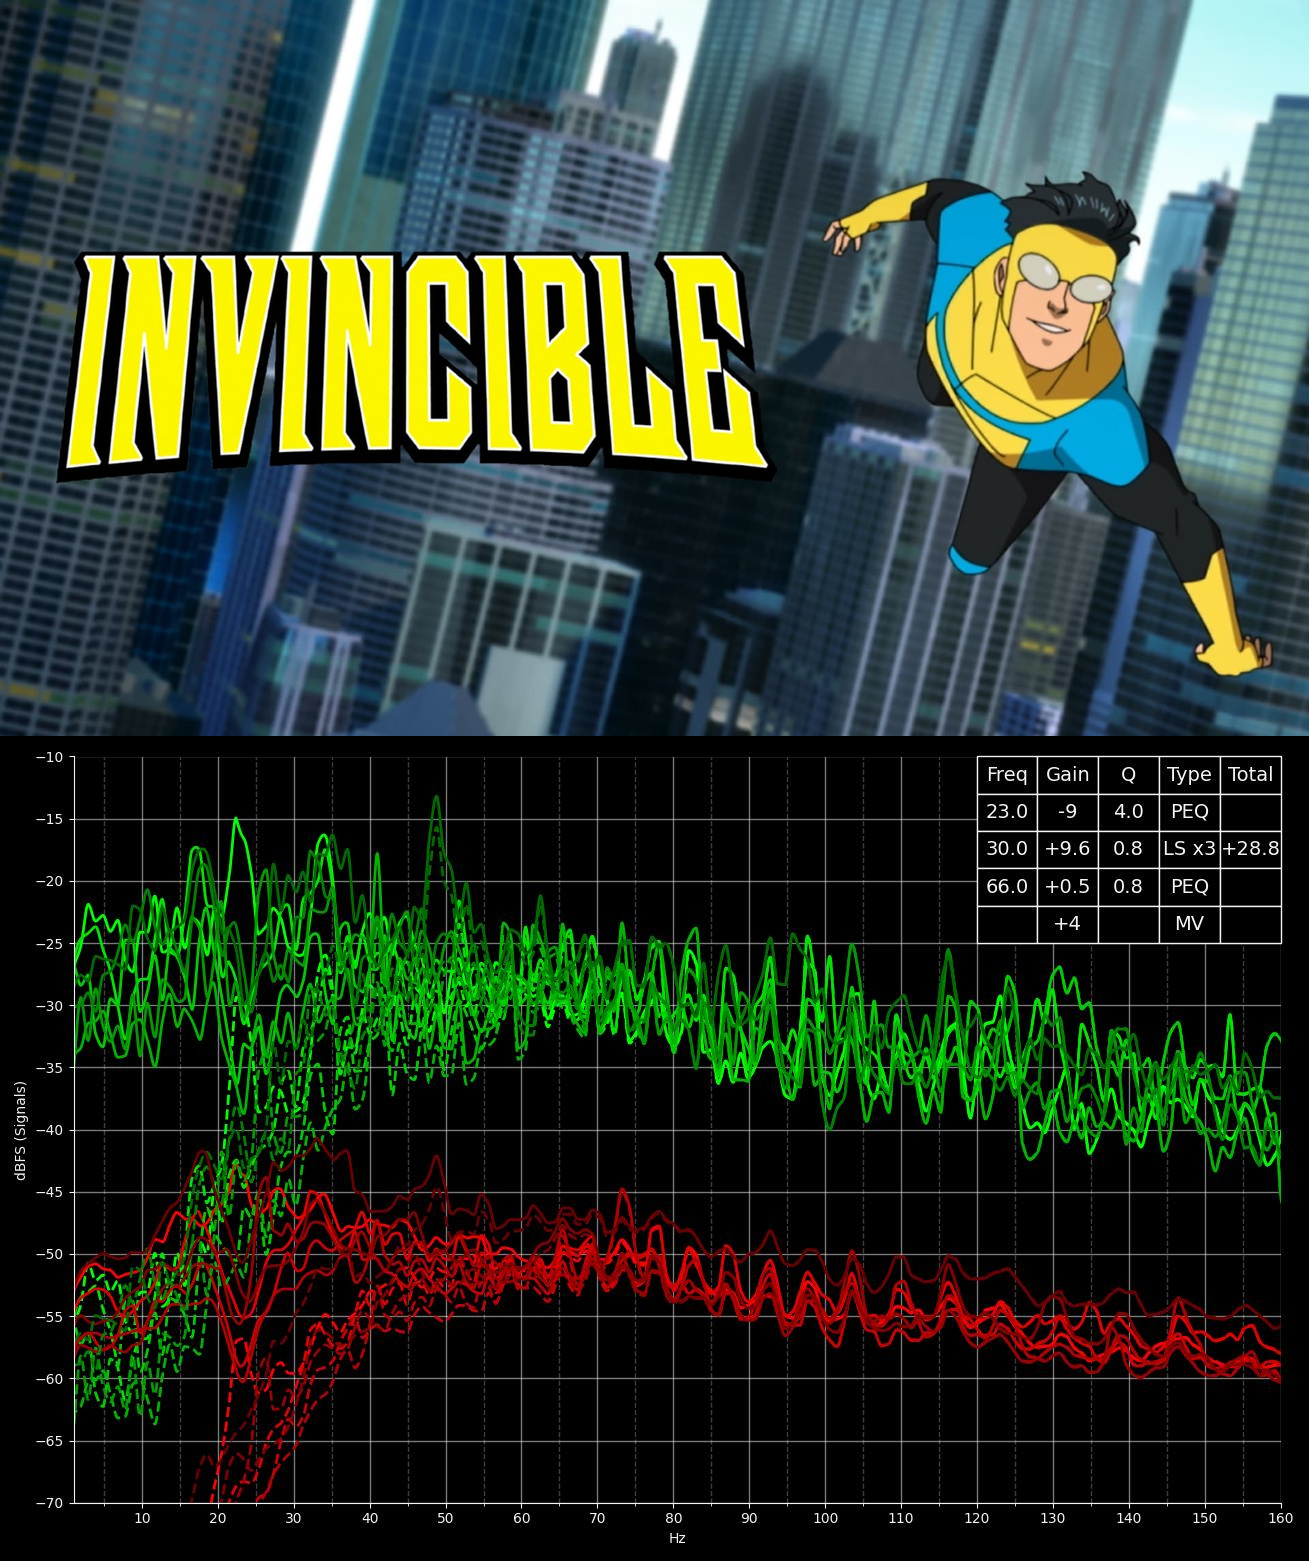 INVINCIBLE
Freq Gain Q Type Total
23.0 -9 4.0 PEQ
30.0 +9.6 0.8 LS x3 +28.8
66.0 +0.5 0.8 PEQ
+4 MV
−10
−15
−20
−25
−30
−35
−40
−45
−50
−55
−60
−65
−70
dBFS (Signals)
10 20 30 40 50 60 70 80 90 100 110 120 130 140 150 160
Hz